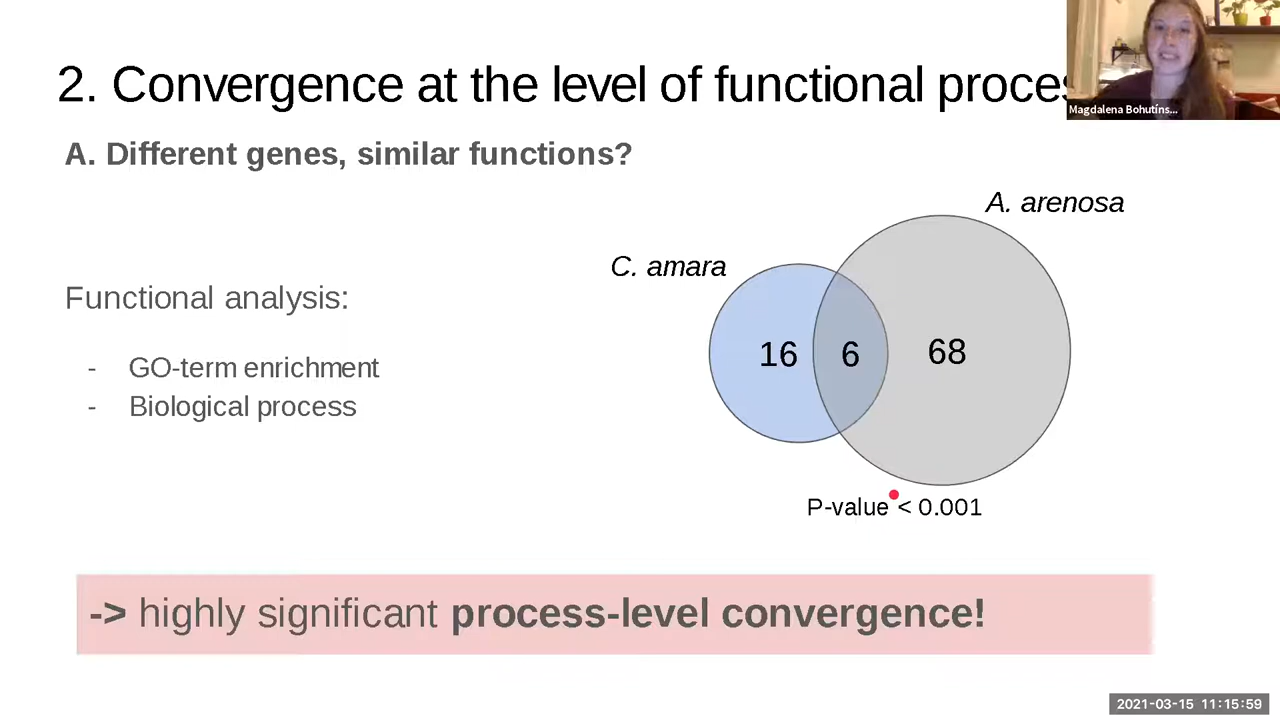 2. Convergence at the level of functional proces
Magdalena Bohutíns...
A. Different genes, similar functions?
A. arenosa
C. amara
Functional analysis:
16 6 68
- GO-term enrichment
- Biological process
P-value < 0.001
-> highly significant process-level convergence!
2021-03-15 11:15:59